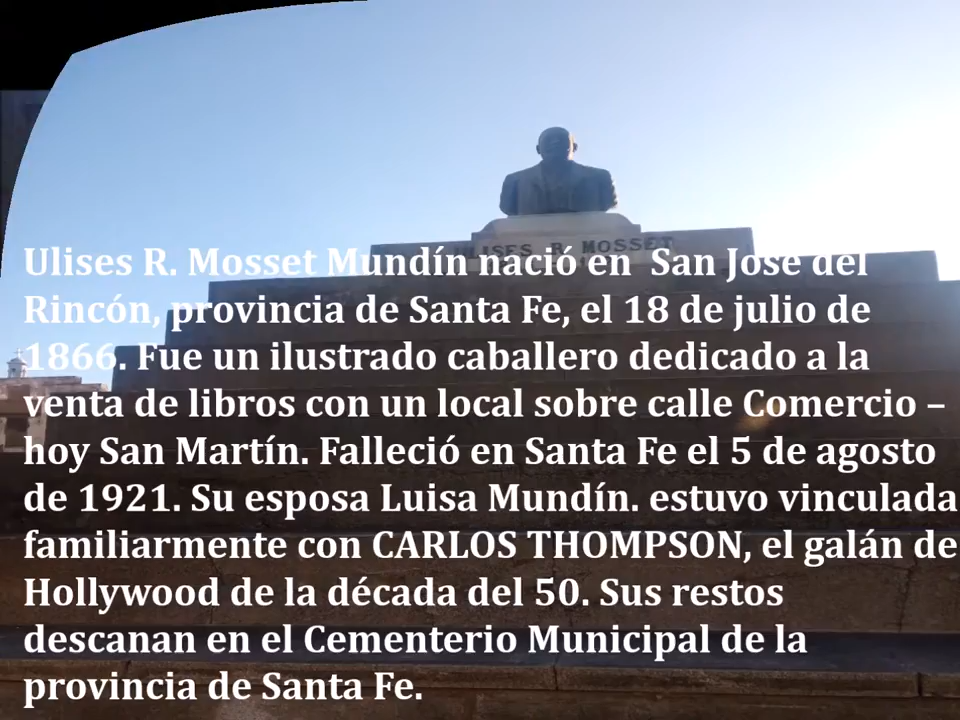 ULISES R. MOSSET
Ulises R. Mosset Mundín nació en San José del
Rincón, provincia de Santa Fe, el 18 de julio de
1866. Fue un ilustrado caballero dedicado a la
venta de libros con un local sobre calle Comercio –
hoy San Martín. Falleció en Santa Fe el 5 de agosto
de 1921. Su esposa Luisa Mundín. estuvo vinculada
familiarmente con CARLOS THOMPSON, el galán de
Hollywood de la década del 50. Sus restos
descanan en el Cementerio Municipal de la
provincia de Santa Fe.